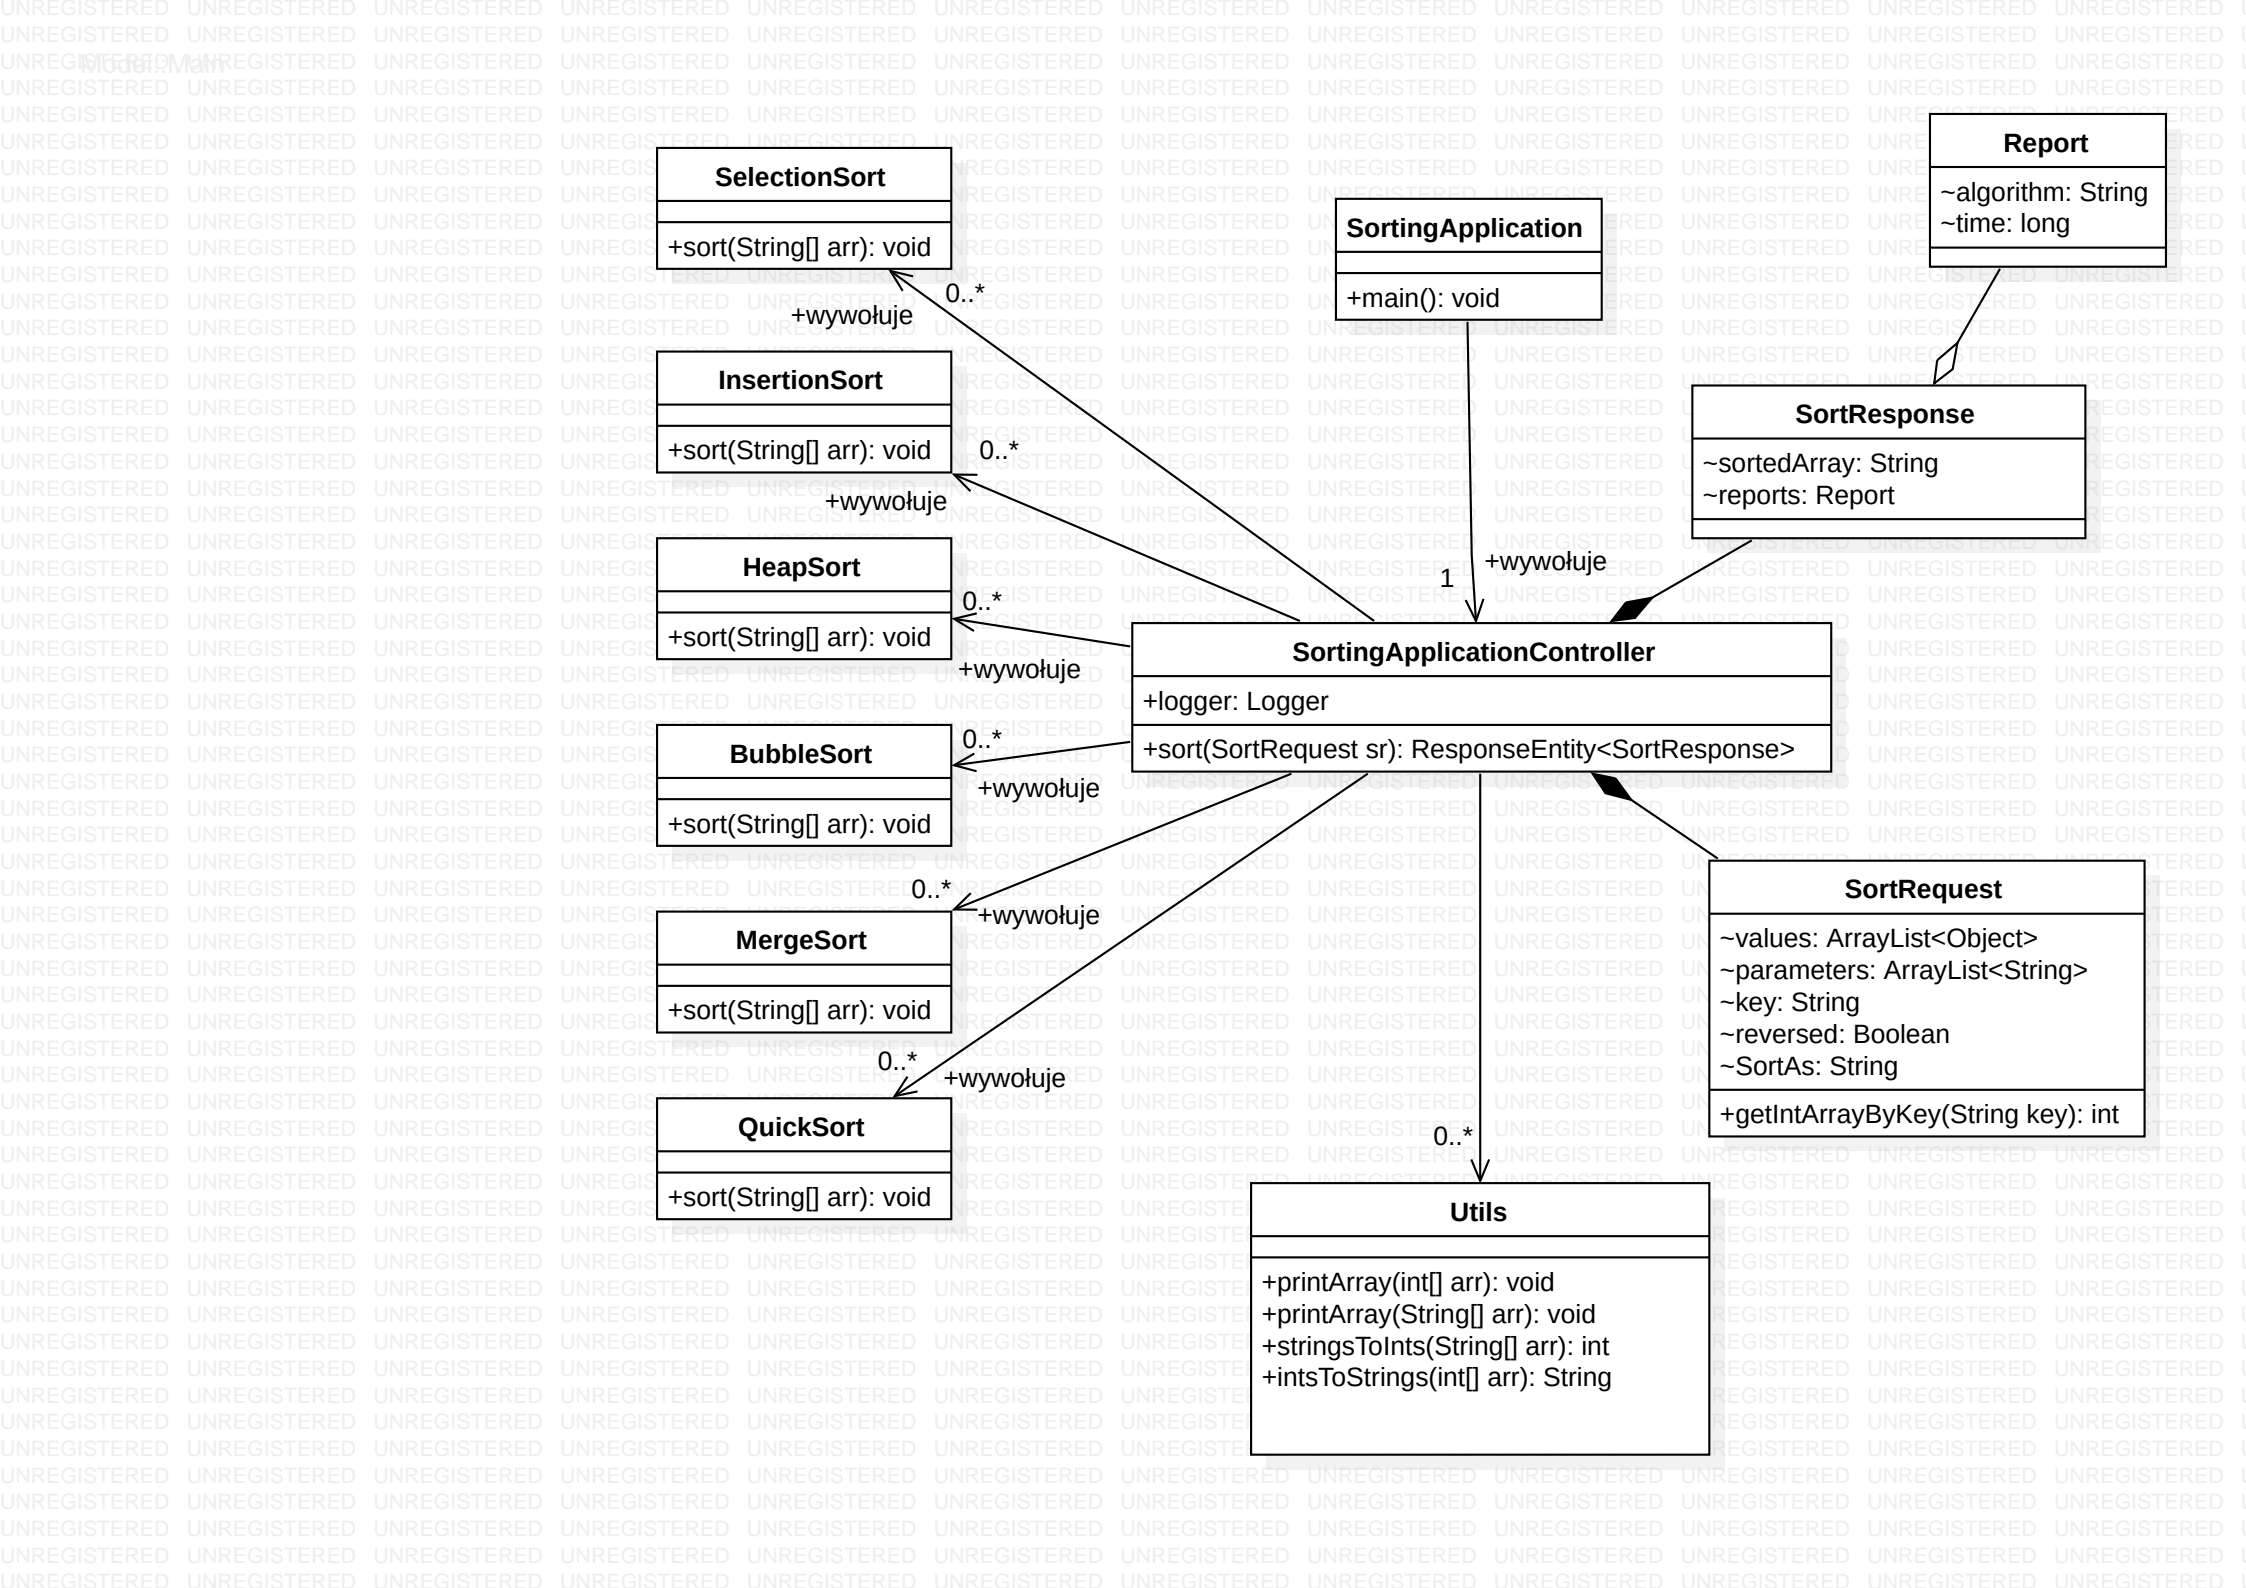 Model::Main
SelectionSort
+sort(String[] arr): void
0..*
+wywołuje
InsertionSort
+sort(String[] arr): void
0..*
+wywołuje
HeapSort
+sort(String[] arr): void
0..*
+wywołuje
BubbleSort
+sort(String[] arr): void
0..*
+wywołuje
MergeSort
+sort(String[] arr): void
0..*
+wywołuje
QuickSort
+sort(String[] arr): void
0..*
+wywołuje
SortingApplication
+main(): void
1
+wywołuje
SortingApplicationController
+logger: Logger
+sort(SortRequest sr): ResponseEntity<SortResponse>
Report
~algorithm: String
~time: long
SortResponse
~sortedArray: String
~reports: Report
SortRequest
~values: ArrayList<Object>
~parameters: ArrayList<String>
~key: String
~reversed: Boolean
~SortAs: String
+getIntArrayByKey(String key): int
0..*
Utils
+printArray(int[] arr): void
+printArray(String[] arr): void
+stringsToInts(String[] arr): int
+intsToStrings(int[] arr): String
UNREGISTERED